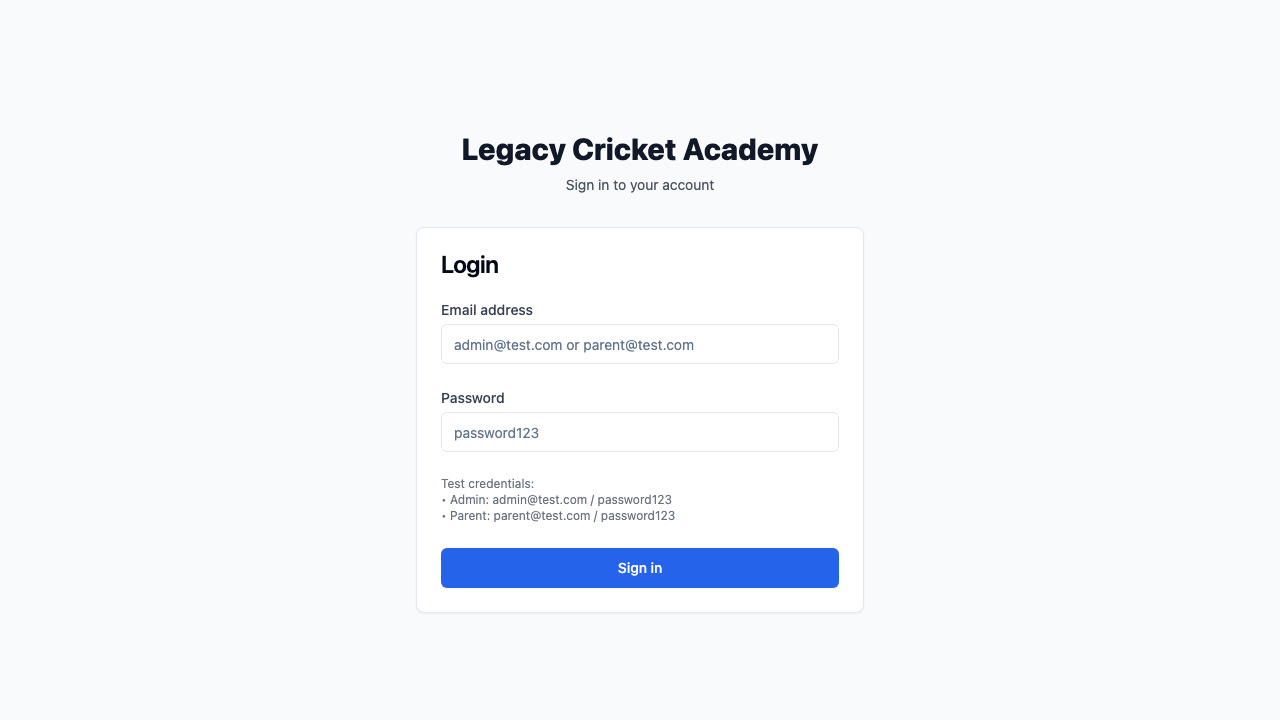 Legacy Cricket Academy
Sign in to your account
Login
Email address
admin@test.com or parent@test.com
Password
password123
Test credentials:
• Admin: admin@test.com / password123
• Parent: parent@test.com / password123
Sign in